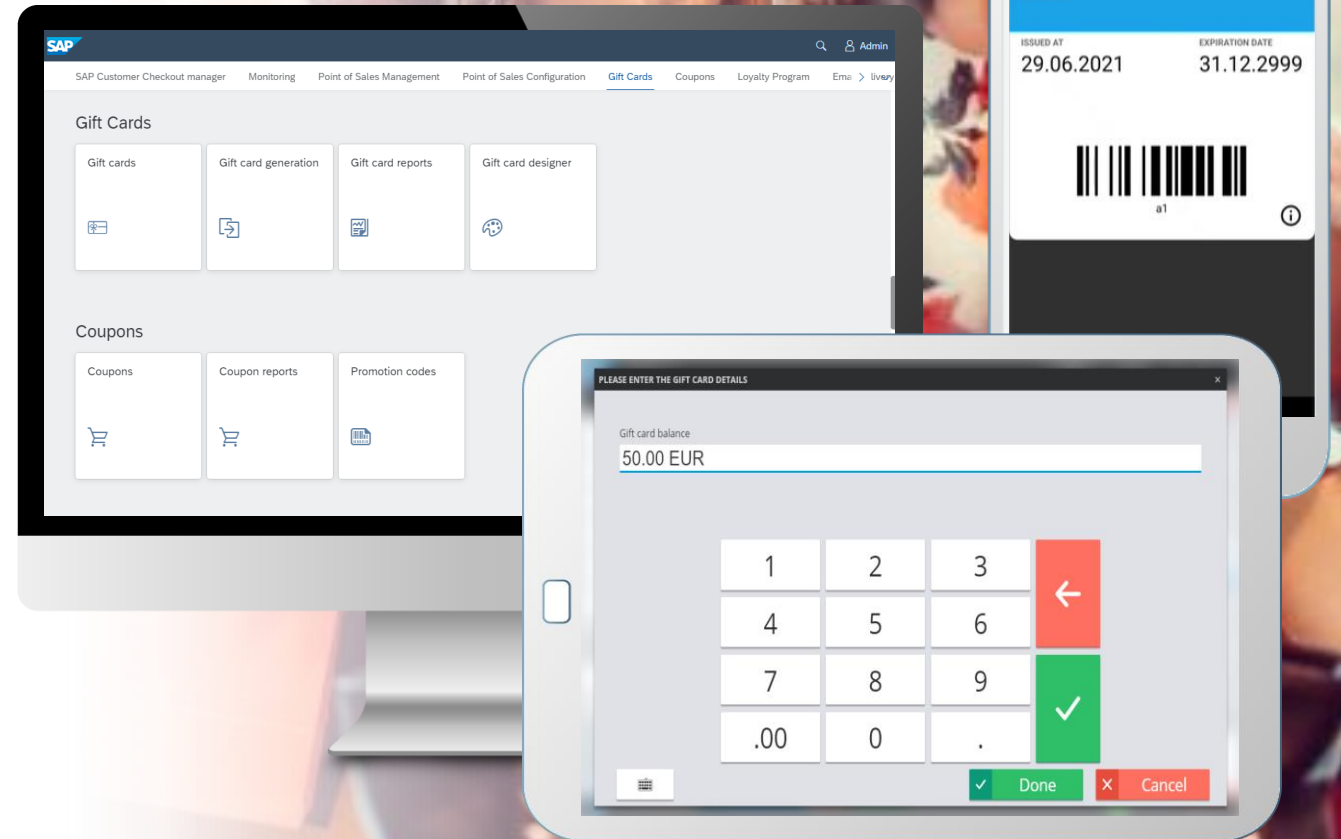 SAP
Admin
SAP Customer Checkout manager Monitoring Point of Sales Management Point of Sales Configuration Gift Cards Coupons Loyalty Program Ema livery
Gift Cards
Gift cards Gift card generation Gift card reports Gift card designer
Coupons
Coupons Coupon reports Promotion codes
ISSUED AT EXPIRATION DATE
29.06.2021 31.12.2999
a1
PLEASE ENTER THE GIFT CARD DETAILS x
Gift card balance
50.00 EUR
1 2 3
4 5 6
7 8 9
.00 0 .
Done Cancel